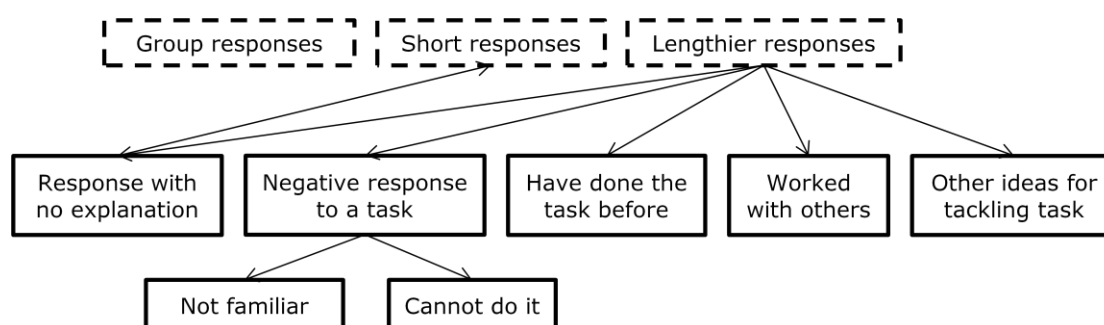 Group responses
Short responses
Lengthier responses
Response with
no explanation
Negative response
to a task
Have done the
task before
Worked
with others
Other ideas for
tackling task
Not familiar
Cannot do it